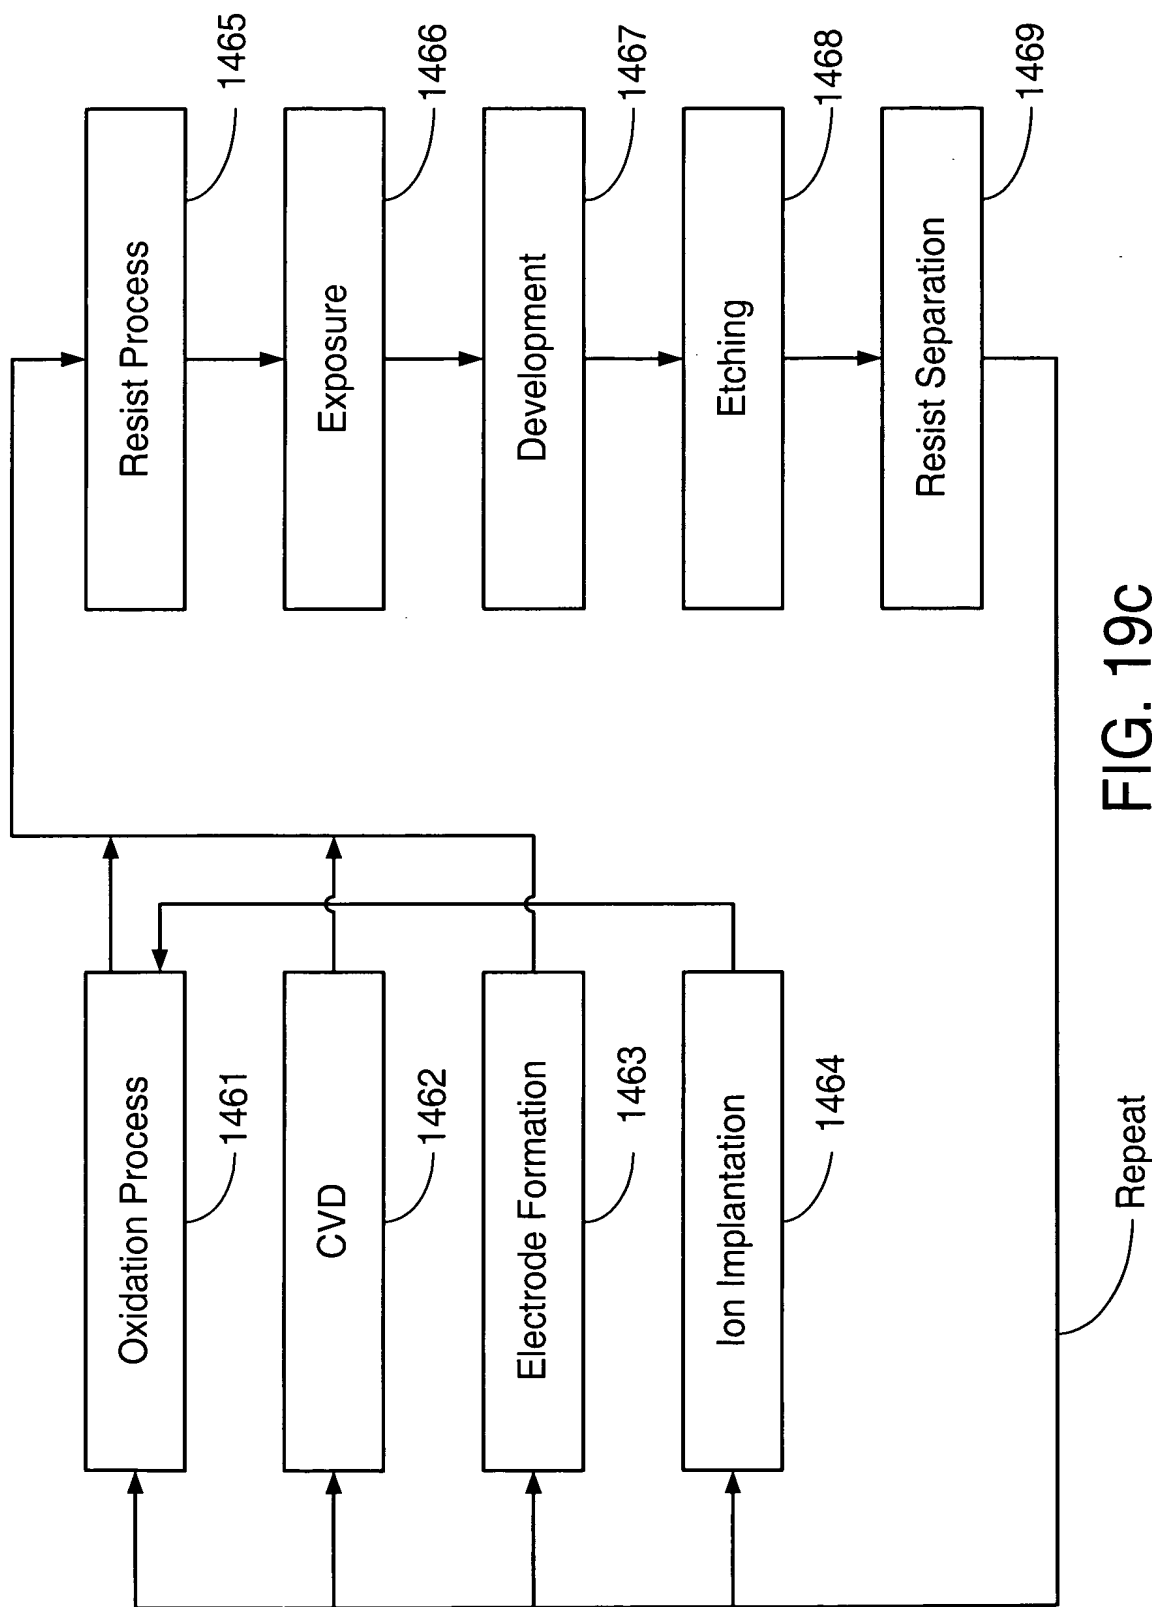 Oxidation Process
1461
CVD
1462
Electrode Formation
1463
Ion Implantation
1464
Resist Process
1465
Exposure
1466
Development
1467
Etching
1468
Resist Separation
1469
Repeat
FIG. 19c